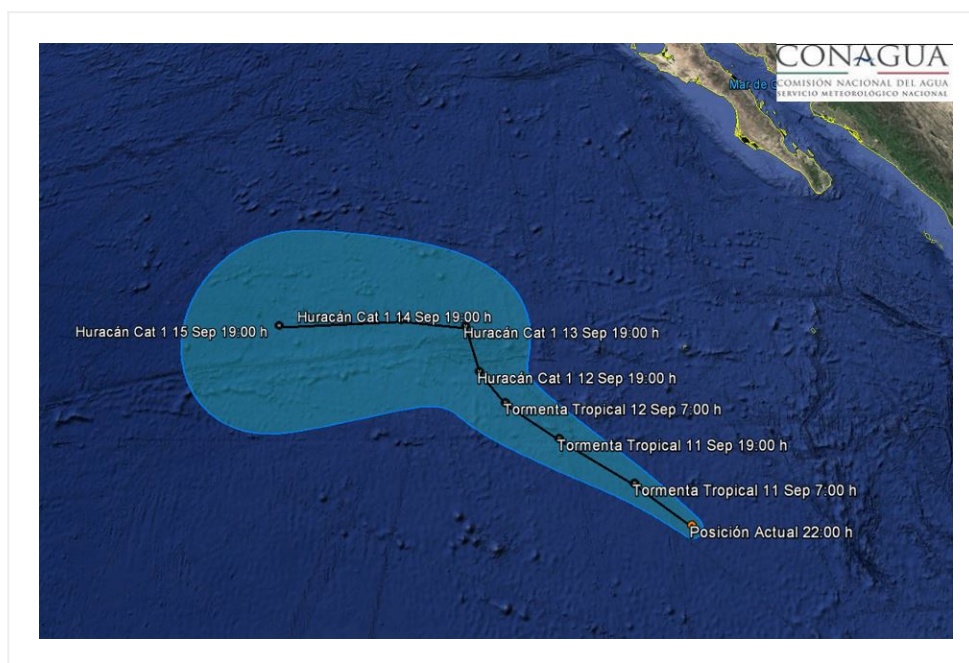 CONAGUA
COMISIÓN NACIONAL DEL AGUA
SERVICIO METEOROLÓGICO NACIONAL
Mar de
Huracán Cat 1 14 Sep 19:00 h
Huracán Cat 1 15 Sep 19:00 h
Huracán Cat 1 13 Sep 19:00 h
Huracán Cat 1 12 Sep 19:00 h
Tormenta Tropical 12 Sep 7:00 h
Tormenta Tropical 11 Sep 19:00 h
Tormenta Tropical 11 Sep 7:00 h
Posición Actual 22:00 h